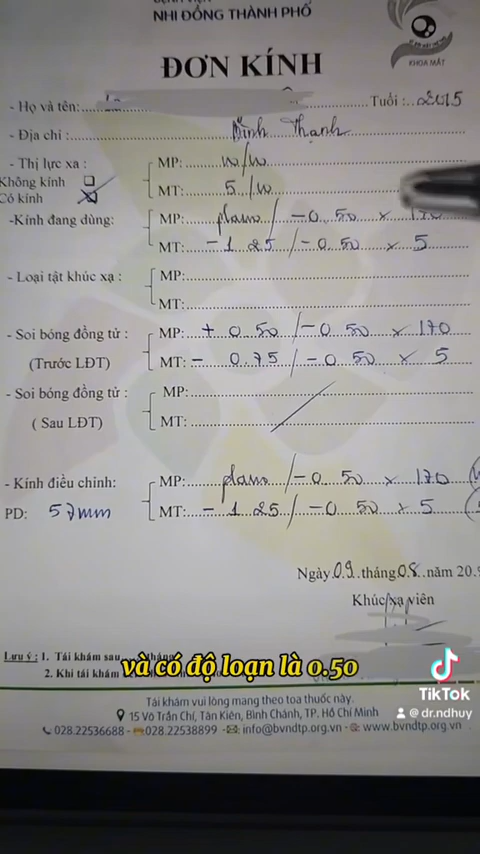 BỆNH VIỆN
NHI ĐỒNG THÀNH PHỐ
KHOA MẮT
ĐƠN KÍNH
- Họ và tên: Tuổi : 2015
- Địa chỉ : Bình Thạnh
- Thị lực xa : MP: 10/10
Không kính
Có kính MT: 5/10
-Kính đang dùng: MP: plano / -0.50 x 170
MT: -1.25 / -0.50 x 5
- Loại tật khúc xạ : MP:
MT:
- Soi bóng đồng tử : MP: + 0.50 / -0.50 x 170
(Trước LĐT) MT: - 0.75 / -0.50 x 5
- Soi bóng đồng tử : MP:
( Sau LĐT) MT:
- Kính điều chỉnh: MP: plano / -0.50 x 170
PD: 57mm MT: -1.25 / -0.50 x 5
Ngày 09 tháng 08 năm 20
Khúc xạ viên
Lưu ý : 1. Tái khám sau tháng
2. Khi tái khám
và có độ loạn là 0.50
TikTok
@dr.ndhuy
Tái khám vui lòng mang theo toa thuốc này.
15 Võ Trần Chí, Tân Kiên, Bình Chánh, TP. Hồ Chí Minh
028.22536688 - 028.22538899 - info@bvndtp.org.vn - www.bvndtp.org.vn